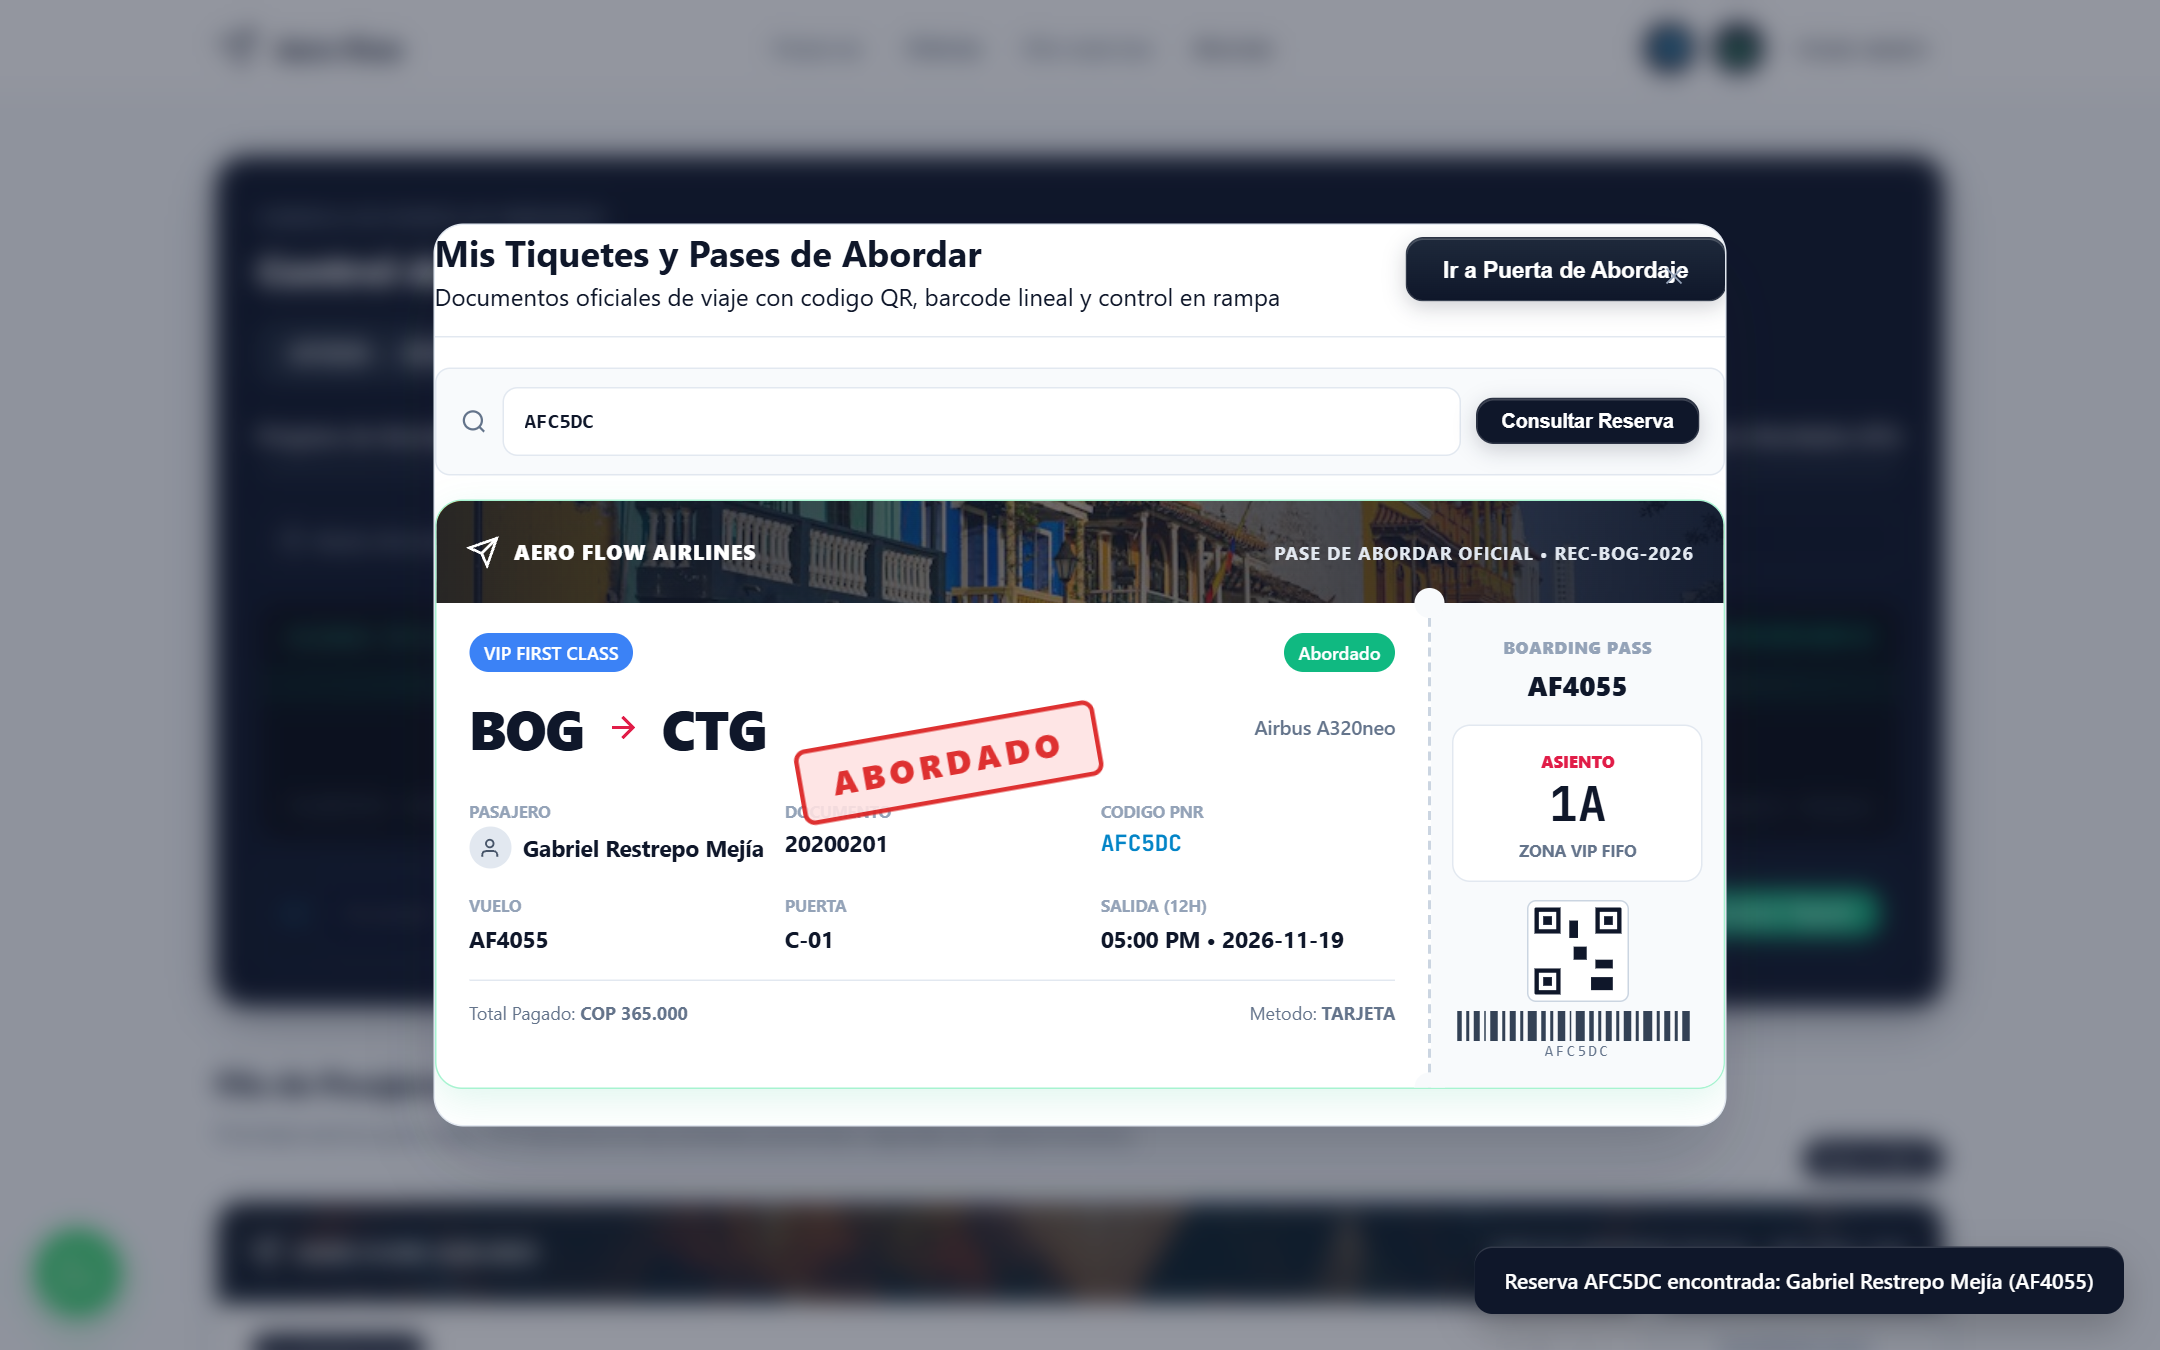 Mis Tiquetes y Pases de Abordar
Documentos oficiales de viaje con codigo QR, barcode lineal y control en rampa
Ir a Puerta de Abordaje
AFC5DC
Consultar Reserva
AERO FLOW AIRLINES
PASE DE ABORDAR OFICIAL • REC-BOG-2026
VIP FIRST CLASS
Abordado
BOG → CTG
Airbus A320neo
ABORDADO
PASAJERO
Gabriel Restrepo Mejía
DOCUMENTO
20200201
CODIGO PNR
AFC5DC
VUELO
AF4055
PUERTA
C-01
SALIDA (12H)
05:00 PM • 2026-11-19
Total Pagado: COP 365.000
Metodo: TARJETA
BOARDING PASS
AF4055
ASIENTO
1A
ZONA VIP FIFO
AFC5DC
Reserva AFC5DC encontrada: Gabriel Restrepo Mejía (AF4055)